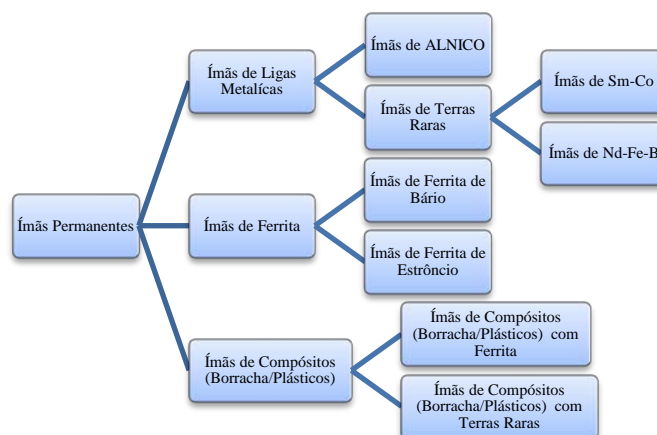 Ímãs Permanentes
Ímãs de Ligas
Metalícas
Ímãs de ALNICO
Ímãs de Terras
Raras
Ímãs de Sm-Co
Ímãs de Nd-Fe-B
Ímãs de Ferrita
Ímãs de Ferrita de
Bário
Ímãs de Ferrita de
Estrôncio
Ímãs de Compósitos
(Borracha/Plásticos)
Ímãs de Compósitos
(Borracha/Plásticos) com
Ferrita
Ímãs de Compósitos
(Borracha/Plásticos) com
Terras Raras